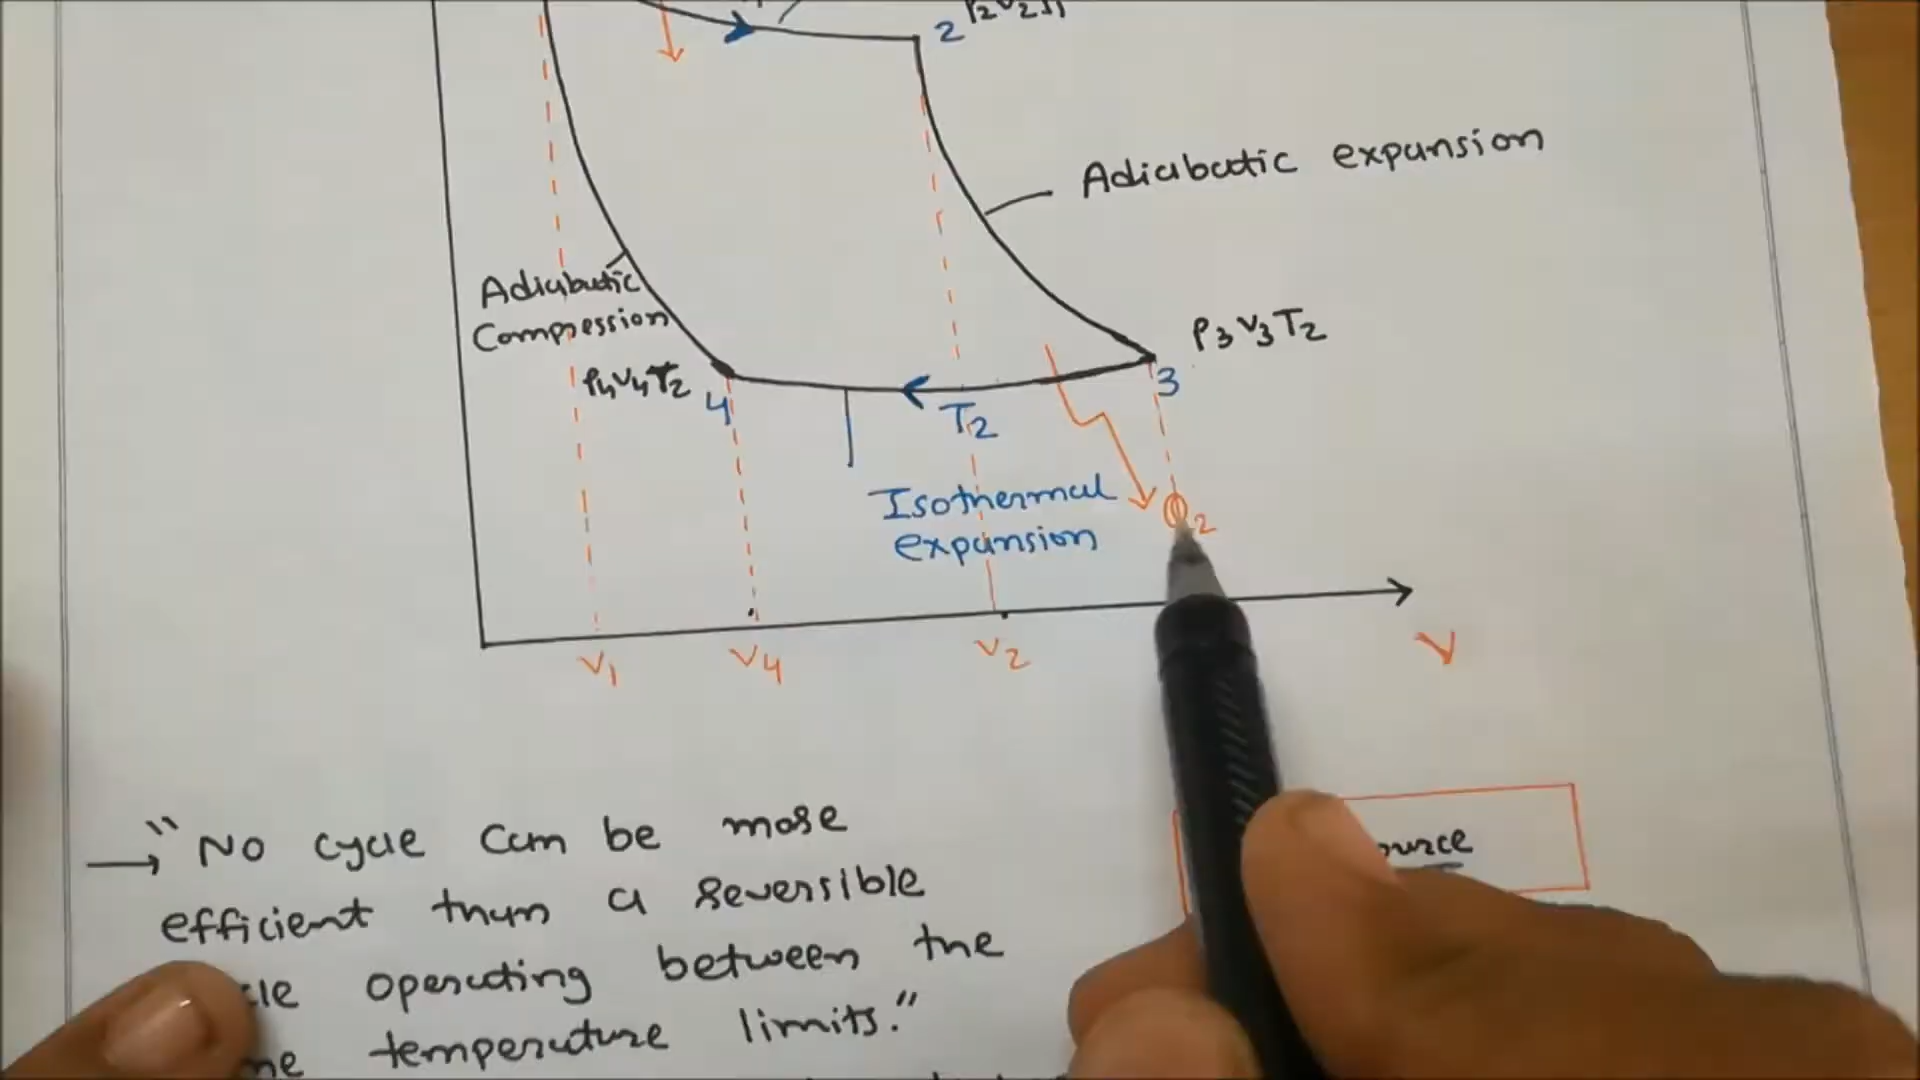 2
P2V2T1
Adiabatic expansion
Adiabatic
Compression
P3V3T2
P4V4T2
3
4
T2
Isothermal
expansion
Q2
V1
V4
V2
V
→ "No cycle can be more
efficient than a reversible
operating between the
temperature limits."